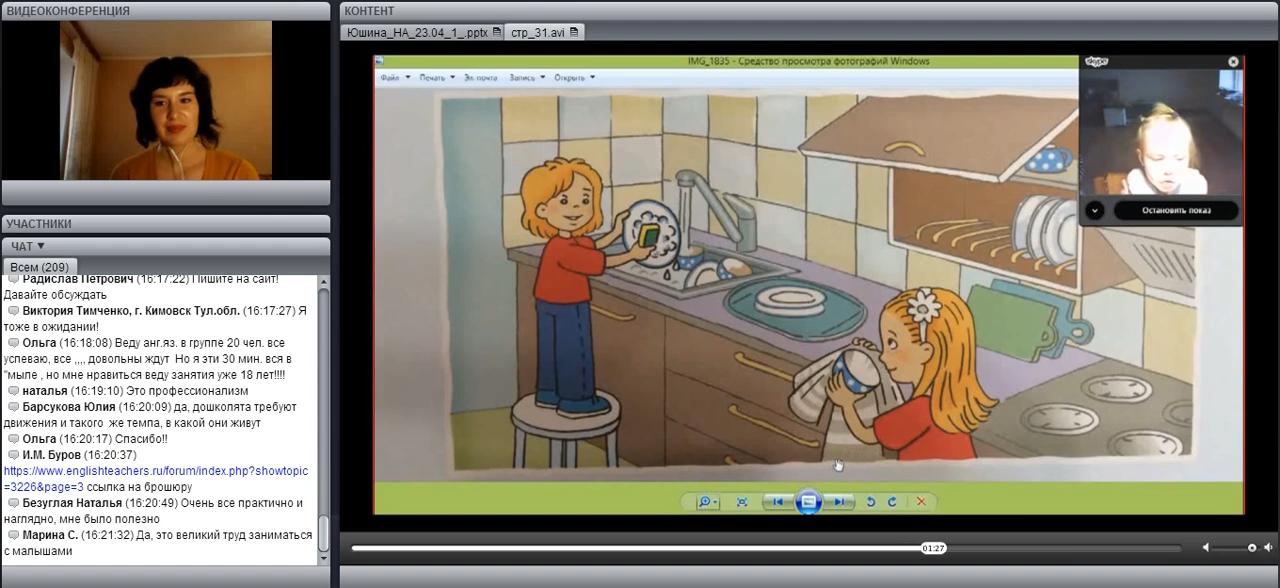 ВИДЕОКОНФЕРЕНЦИЯ
УЧАСТНИКИ
ЧАТ ▼
Всем (209)
Радислав Петрович (16:17:22) Пишите на сайт!
Давайте обсуждать
Виктория Тимченко, г. Кимовск Тул.обл. (16:17:27) Я
тоже в ожидании!
Ольга (16:18:08) Веду анг.яз. в группе 20 чел. все
успеваю, все ,,,, довольны ждут Но я эти 30 мин. вся в
"мыле , но мне нравиться веду занятия уже 18 лет!!!!
наталья (16:19:10) Это профессионализм
Барсукова Юлия (16:20:09) да, дошколята требуют
движения и такого же темпа, в какой они живут
Ольга (16:20:17) Спасибо!!
И.М. Буров (16:20:37)
https://www.englishteachers.ru/forum/index.php?showtopic
=3226&page=3 ссылка на брошюру
Безуглая Наталья (16:20:49) Очень все практично и
наглядно, мне было полезно
Марина С. (16:21:32) Да, это великий труд заниматься
с малышами
КОНТЕНТ
Юшина_НА_23.04_1_.pptx
стр_31.avi
IMG_1835 - Средство просмотра фотографий Windows
Файл Печать Эл. почта Запись Открыть
skype
Остановить показ
01:27